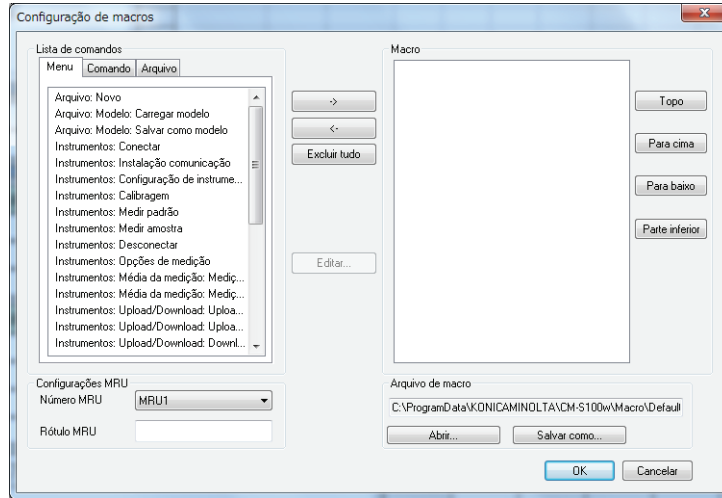 Configuração de macros
Lista de comandos
Menu Comando Arquivo
Arquivo: Novo
Arquivo: Modelo: Carregar modelo
Arquivo: Modelo: Salvar como modelo
Instrumentos: Conectar
Instrumentos: Instalação comunicação
Instrumentos: Configuração de instrume...
Instrumentos: Calibragem
Instrumentos: Medir padrão
Instrumentos: Medir amostra
Instrumentos: Desconectar
Instrumentos: Opções de medição
Instrumentos: Média da medição: Mediç...
Instrumentos: Média da medição: Mediç...
Instrumentos: Upload/Download: Uploa...
Instrumentos: Upload/Download: Uploa...
Instrumentos: Upload/Download: Downl...
->
<-
Excluir tudo
Editar...
Macro
Topo
Para cima
Para baixo
Parte inferior
Configurações MRU
Número MRU MRU1
Rótulo MRU
Arquivo de macro
C:\ProgramData\KONICAMINOLTA\CM-S100w\Macro\Default
Abrir... Salvar como...
OK Cancelar